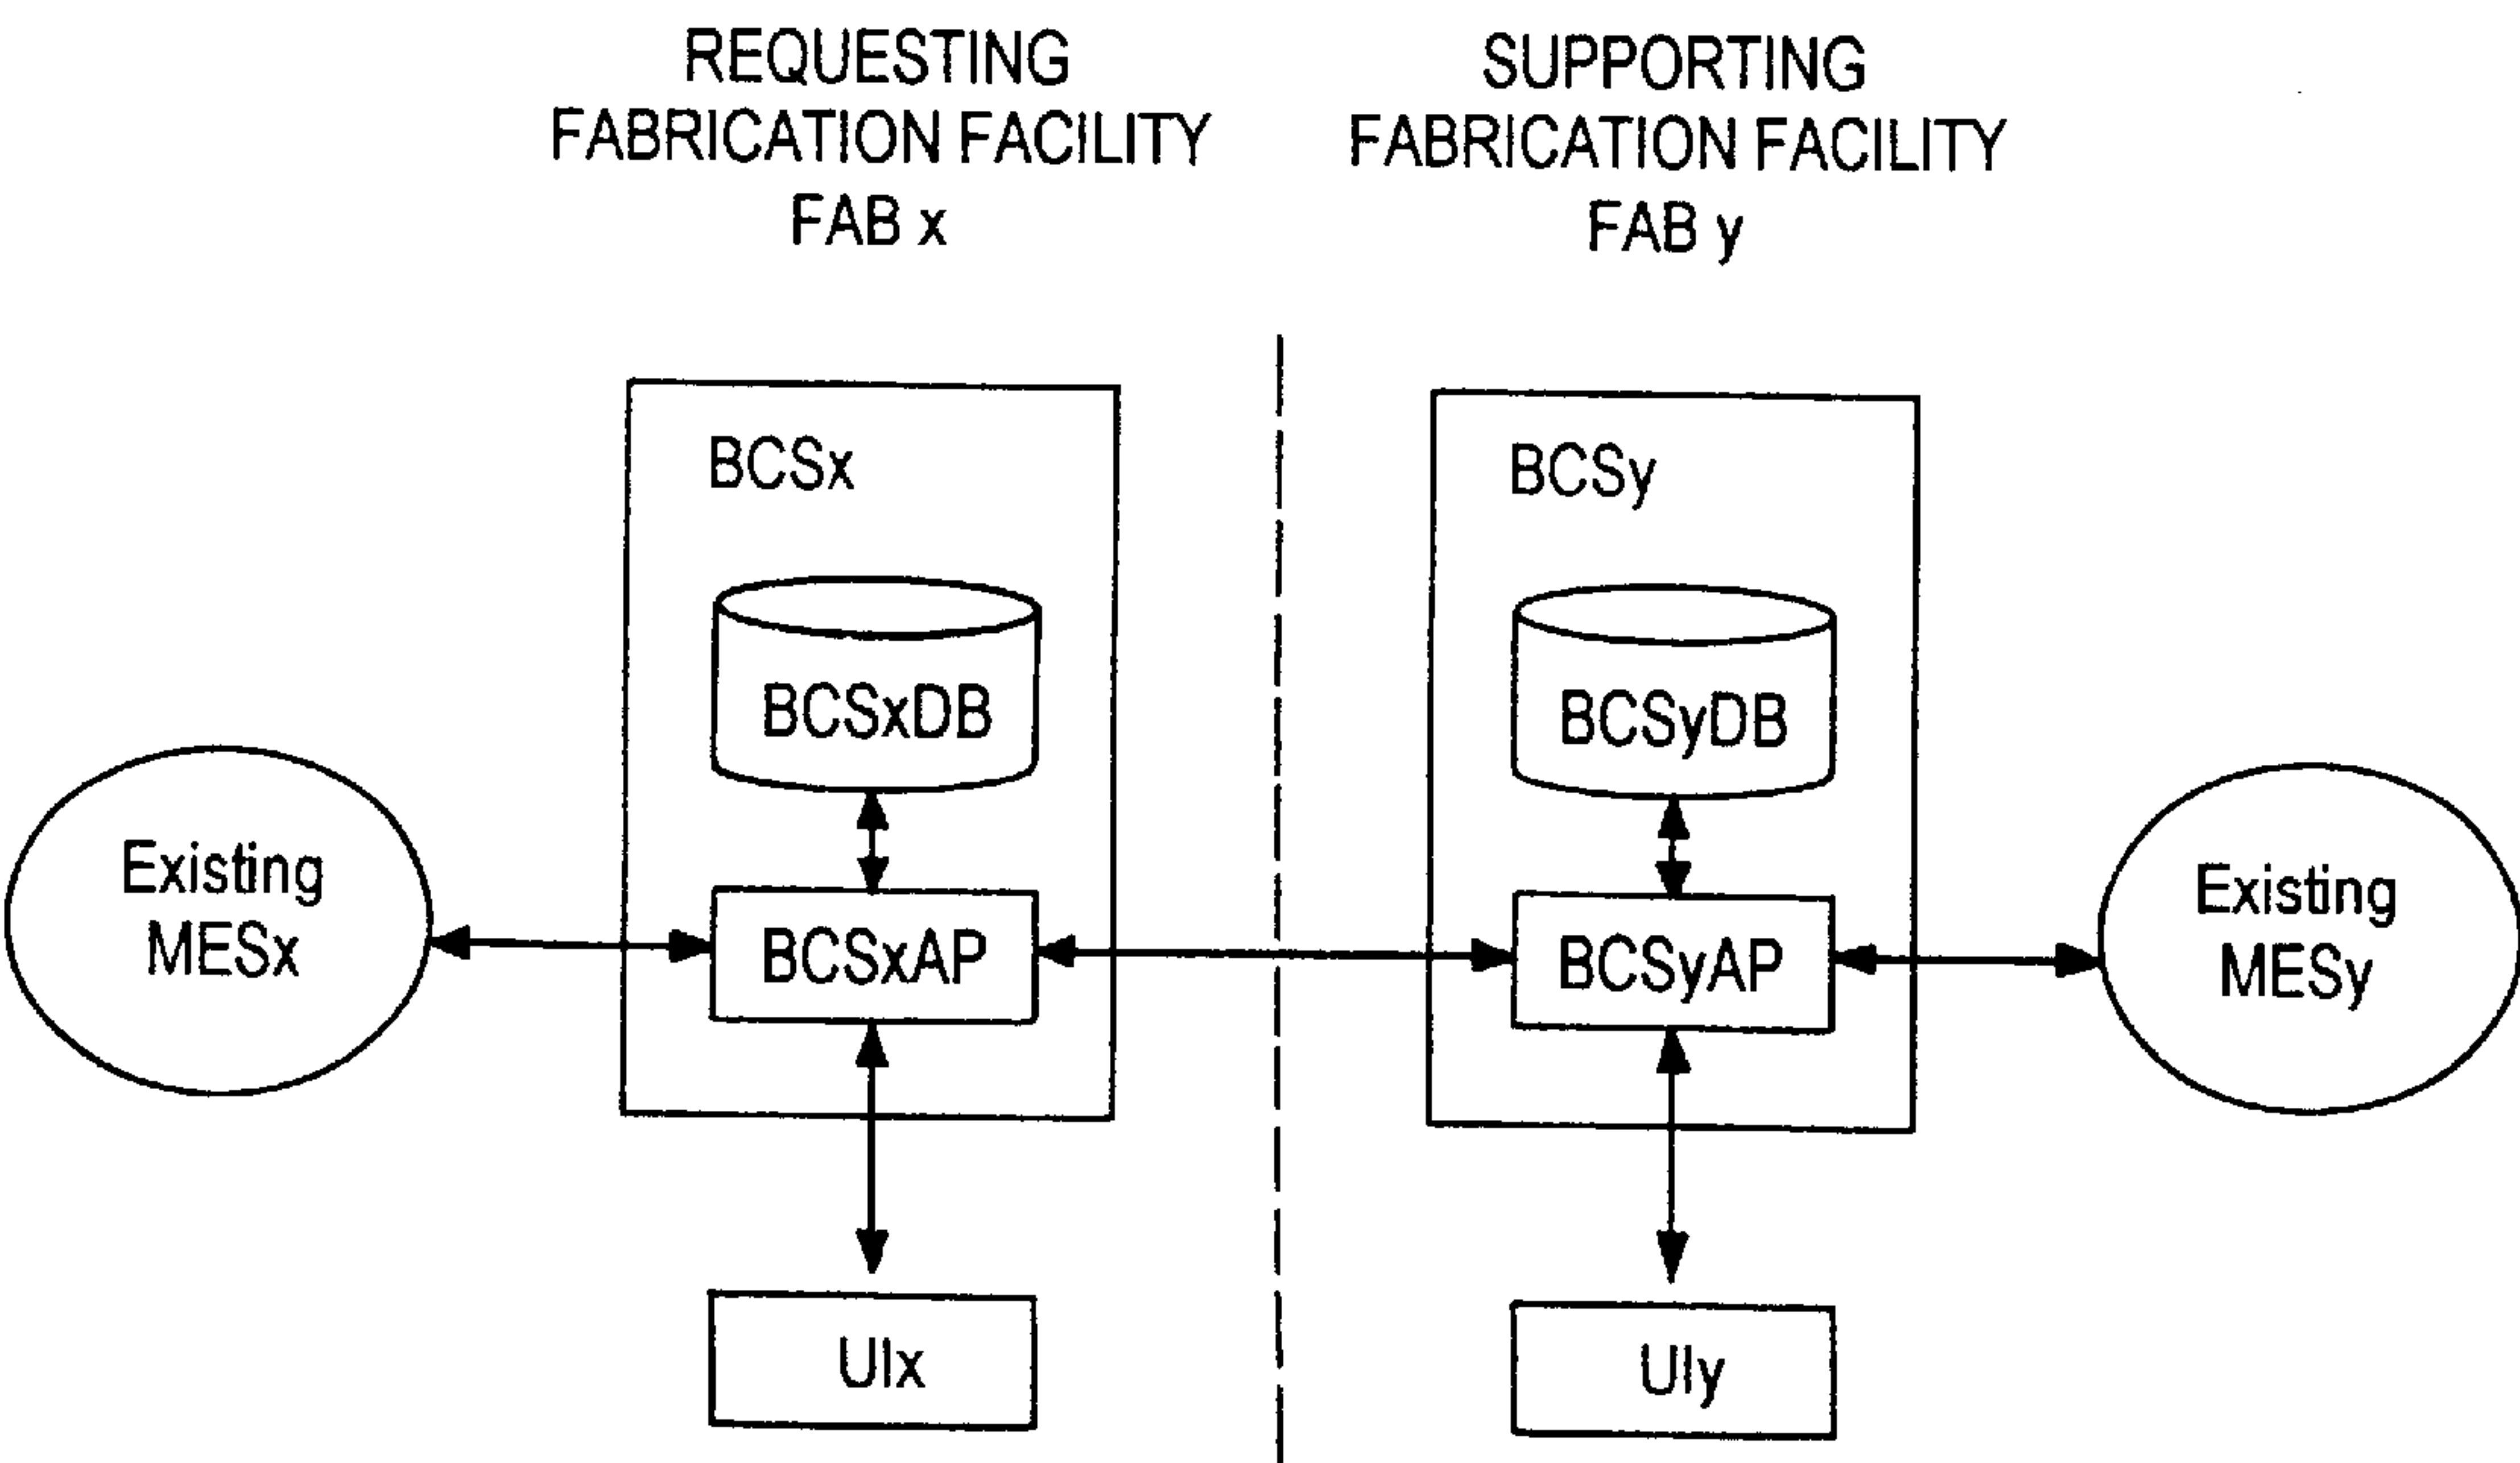 REQUESTING
FABRICATION FACILITY
FAB x
SUPPORTING
FABRICATION FACILITY
FAB y
BCSx
BCSxDB
BCSxAP
Existing
MESx
UIx
BCSy
BCSyDB
BCSyAP
Existing
MESy
UIy